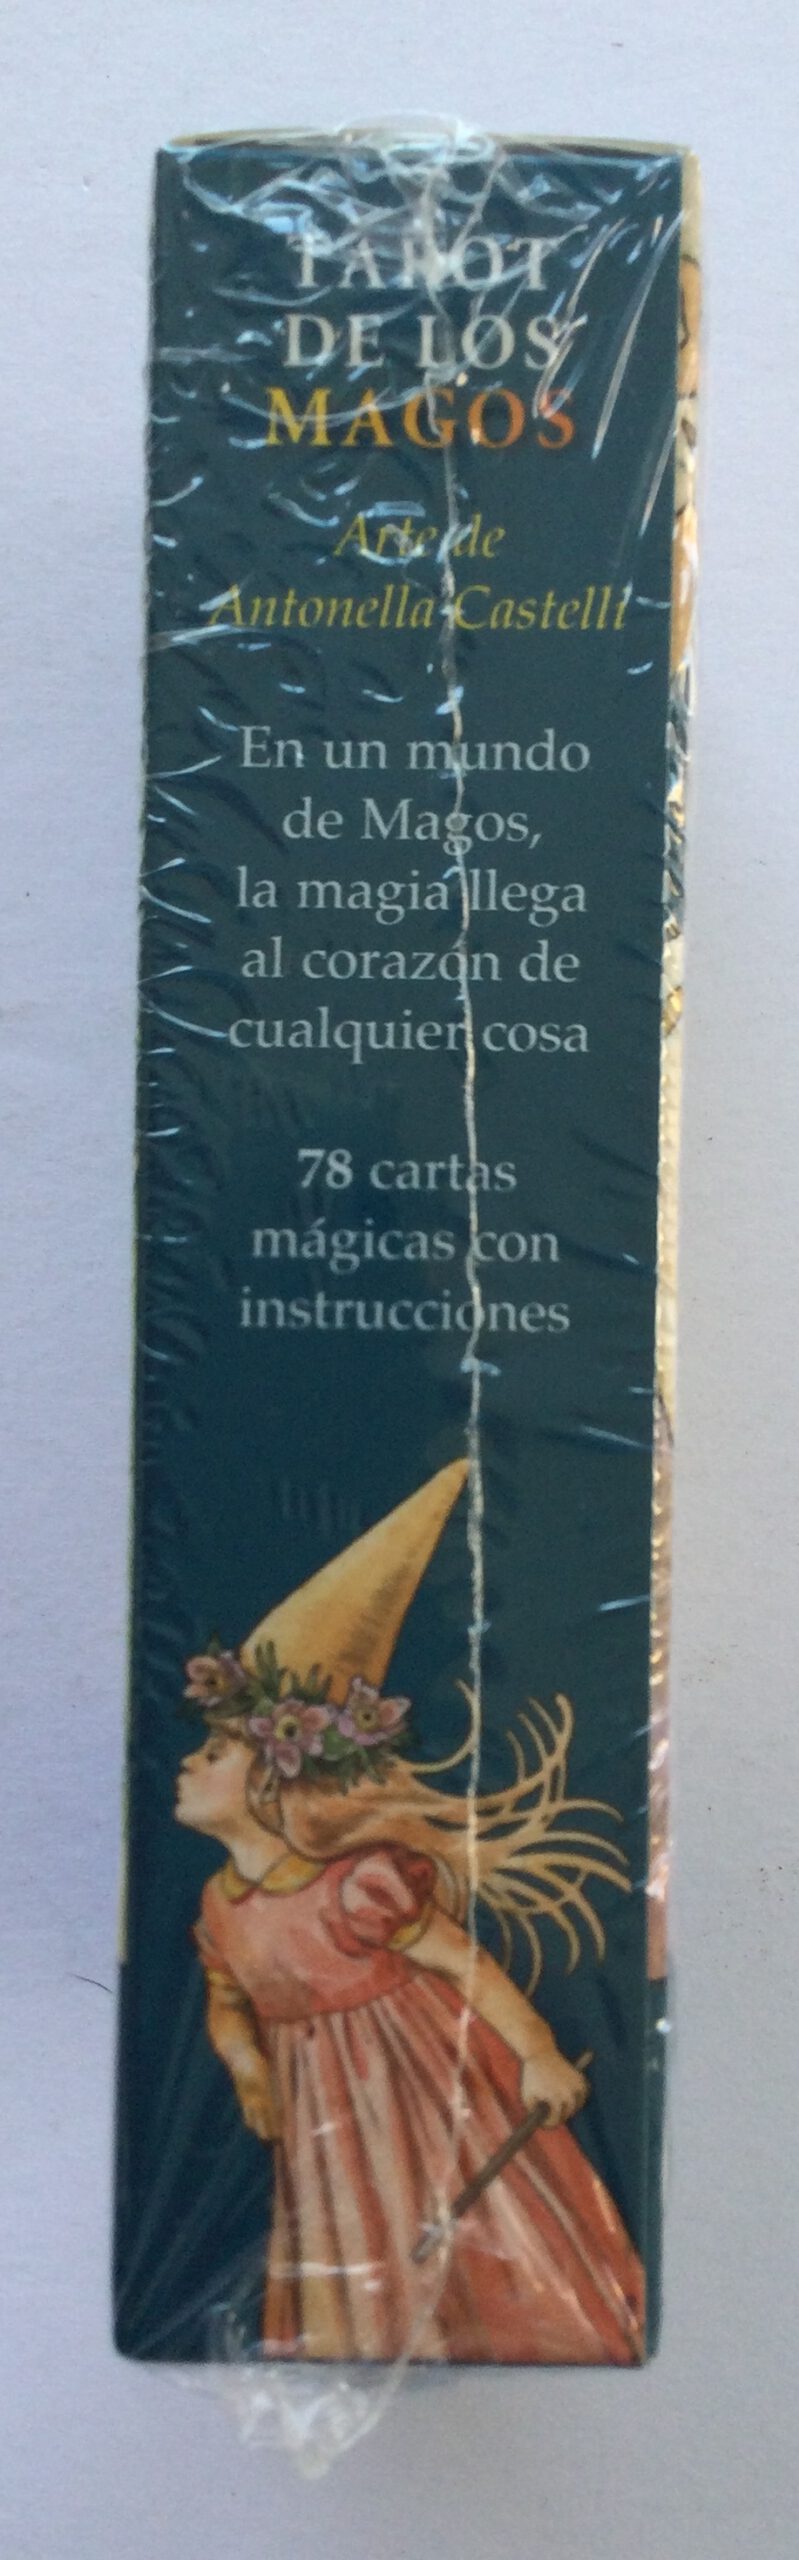 TAROT
DE LOS
MAGOS
Arte de
Antonella Castelli
En un mundo
de Magos,
la magia llega
al corazón de
cualquier cosa
78 cartas
mágicas con
instrucciones